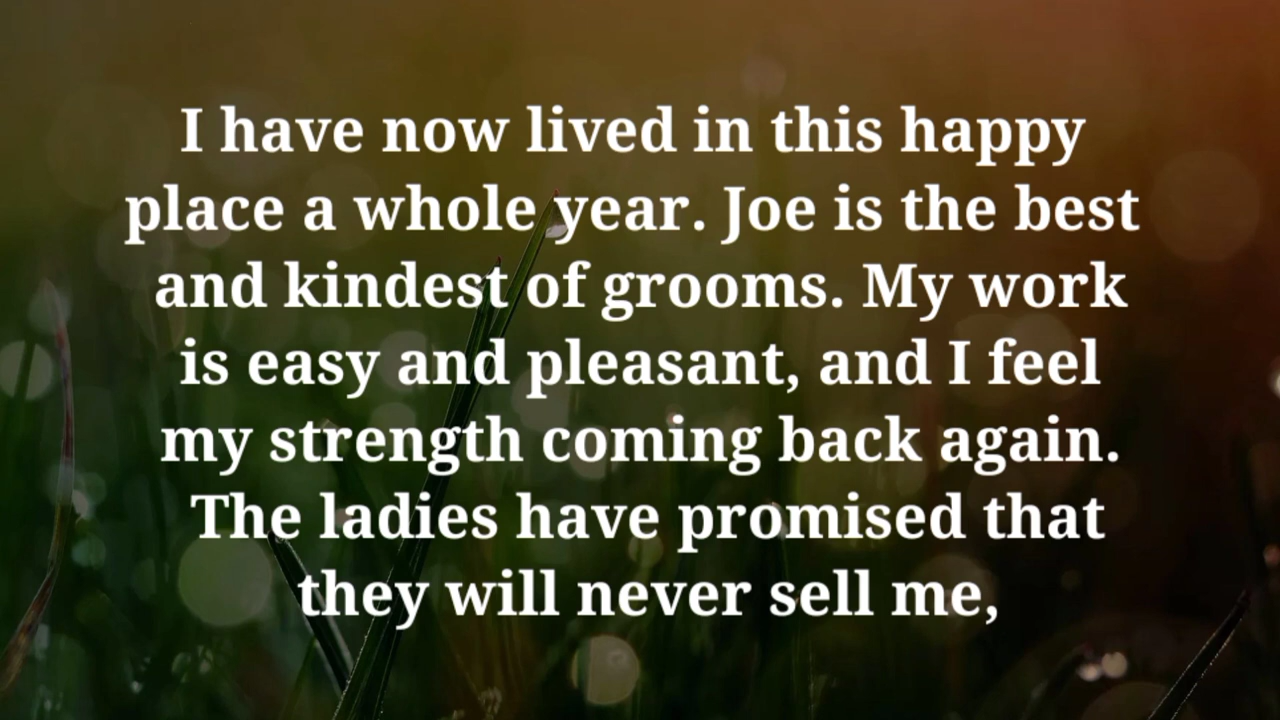 I have now lived in this happy
place a whole year. Joe is the best
and kindest of grooms. My work
is easy and pleasant, and I feel
my strength coming back again.
The ladies have promised that
they will never sell me,